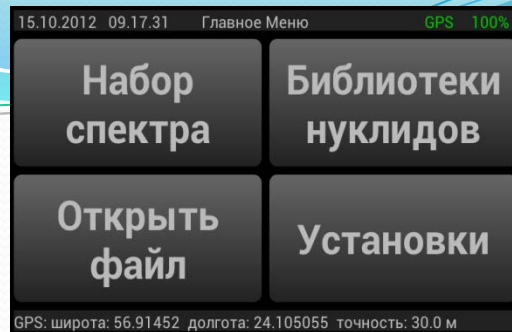 15.10.2012 09.17.31 Главное Меню GPS 100%
Набор
спектра
Библиотеки
нуклидов
Открыть
файл
Установки
GPS: широта: 56.91452 долгота: 24.105055 точность: 30.0 м